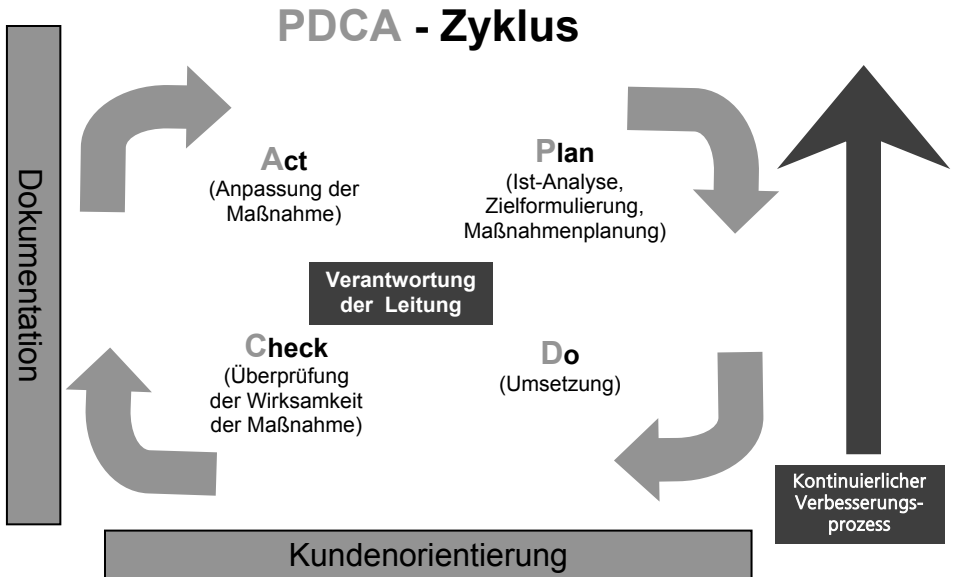 PDCA - Zyklus
Dokumentation
Act
(Anpassung der
Maßnahme)
Plan
(Ist-Analyse,
Zielformulierung,
Maßnahmenplanung)
Verantwortung
der Leitung
Check
(Überprüfung
der Wirksamkeit
der Maßnahme)
Do
(Umsetzung)
Kontinuierlicher
Verbesserungs-
prozess
Kundenorientierung